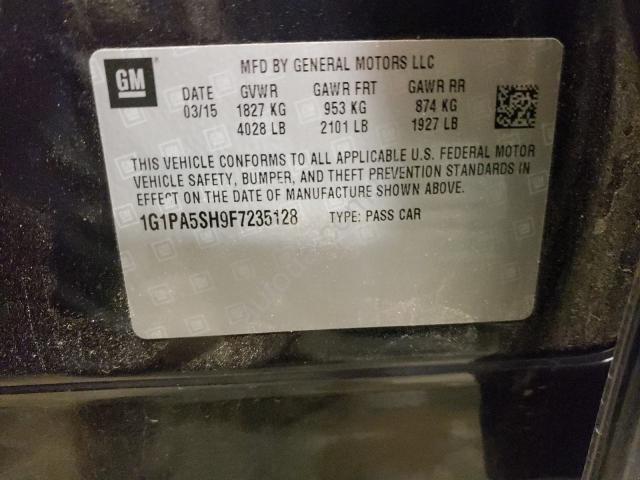 GM
MFD BY GENERAL MOTORS LLC
DATE GVWR GAWR FRT GAWR RR
03/15 1827 KG 953 KG 874 KG
4028 LB 2101 LB 1927 LB
THIS VEHICLE CONFORMS TO ALL APPLICABLE U.S. FEDERAL MOTOR
VEHICLE SAFETY, BUMPER, AND THEFT PREVENTION STANDARDS IN
EFFECT ON THE DATE OF MANUFACTURE SHOWN ABOVE.
1G1PA5SH9F7235128 TYPE: PASS CAR